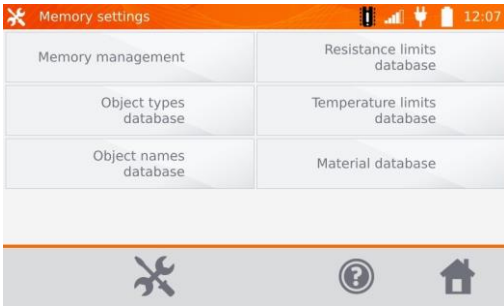 Memory settings
12:07
Memory management
Resistance limits
database
Object types
database
Temperature limits
database
Object names
database
Material database
?